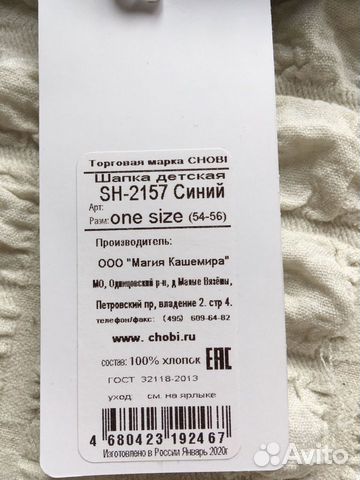 Торговая марка CHOBI
Шапка детская
Арт: SH-2157 Синий
Разм: one size (54-56)
Производитель:
ООО "Магия Кашемира"
МО, Одинцовский р-н, д Малые Вязёмы,
Петровский пр, владение 2. стр 4.
телефон/факс: (495) 609-64-82
www. chobi.ru
состав: 100% хлопок ЕАС
ГОСТ 32118-2013
уход: см. на ярлыке
4 680423 192467
Изготовлено в России Январь 2020г
Avito